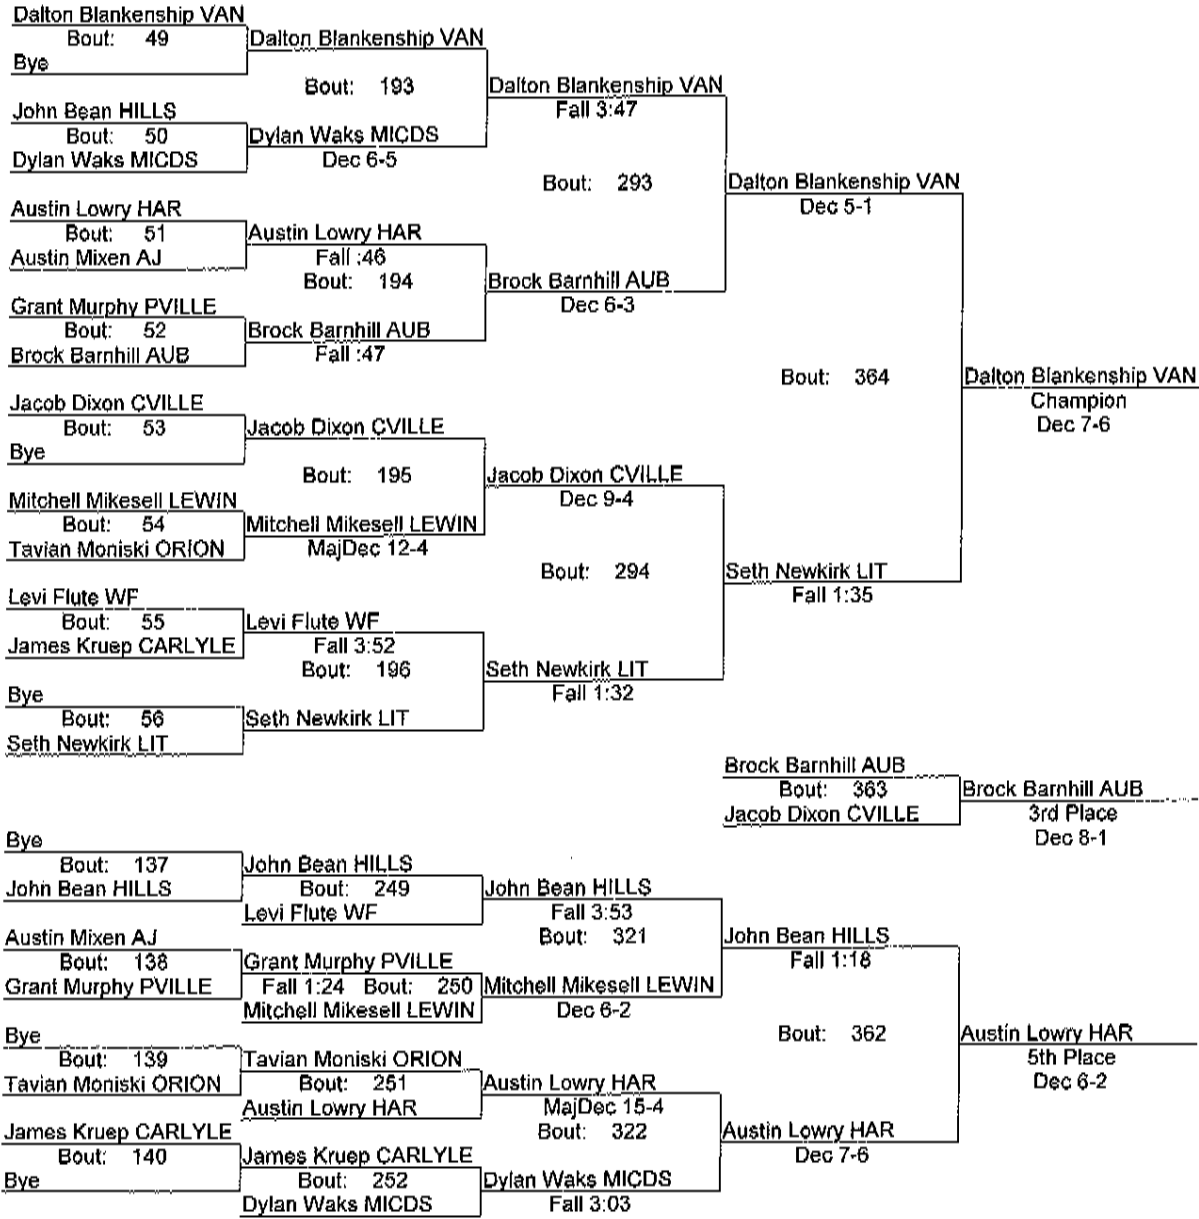 Dalton Blankenship VAN
Bout: 49
Bye
Dalton Blankenship VAN
Bout: 193
John Bean HILLS
Bout: 50
Dylan Waks MICDS
Dylan Waks MICDS
Dec 6-5
Dalton Blankenship VAN
Fall 3:47
Bout: 293
Austin Lowry HAR
Bout: 51
Austin Mixen AJ
Austin Lowry HAR
Fall :46
Bout: 194
Grant Murphy PVILLE
Bout: 52
Brock Barnhill AUB
Brock Barnhill AUB
Fall :47
Brock Barnhill AUB
Dec 6-3
Dalton Blankenship VAN
Dec 5-1
Bout: 364
Dalton Blankenship VAN
Champion
Dec 7-6
Jacob Dixon CVILLE
Bout: 53
Bye
Jacob Dixon CVILLE
Bout: 195
Mitchell Mikesell LEWIN
Bout: 54
Tavian Moniski ORION
Mitchell Mikesell LEWIN
MajDec 12-4
Jacob Dixon CVILLE
Dec 9-4
Bout: 294
Levi Flute WF
Bout: 55
James Kruep CARLYLE
Levi Flute WF
Fall 3:52
Bout: 196
Bye
Bout: 56
Seth Newkirk LIT
Seth Newkirk LIT
Seth Newkirk LIT
Fall 1:32
Seth Newkirk LIT
Fall 1:35
Brock Barnhill AUB
Bout: 363
Jacob Dixon CVILLE
Brock Barnhill AUB
3rd Place
Dec 8-1
Bye
Bout: 137
John Bean HILLS
John Bean HILLS
Bout: 249
Levi Flute WF
John Bean HILLS
Fall 3:53
Bout: 321
Austin Mixen AJ
Bout: 138
Grant Murphy PVILLE
Grant Murphy PVILLE
Fall 1:24 Bout: 250
Mitchell Mikesell LEWIN
Mitchell Mikesell LEWIN
Dec 6-2
John Bean HILLS
Fall 1:18
Bout: 362
Austin Lowry HAR
5th Place
Dec 6-2
Bye
Bout: 139
Tavian Moniski ORION
Tavian Moniski ORION
Bout: 251
Austin Lowry HAR
Austin Lowry HAR
MajDec 15-4
Bout: 322
James Kruep CARLYLE
Bout: 140
Bye
James Kruep CARLYLE
Bout: 252
Dylan Waks MICDS
Dylan Waks MICDS
Fall 3:03
Austin Lowry HAR
Dec 7-6